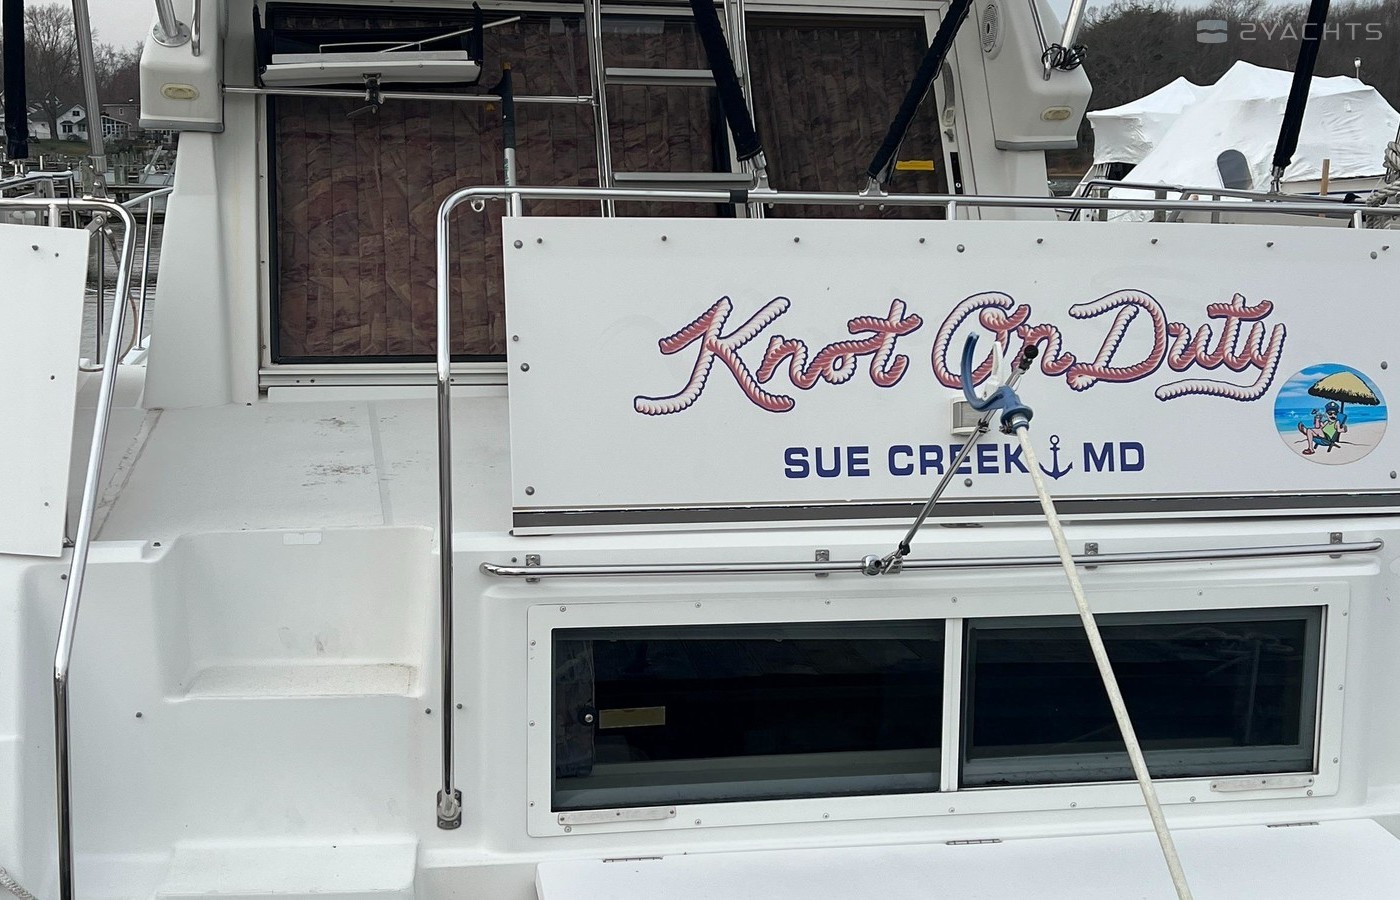 2YACHTS
Knot On Duty
SUE CREEK MD